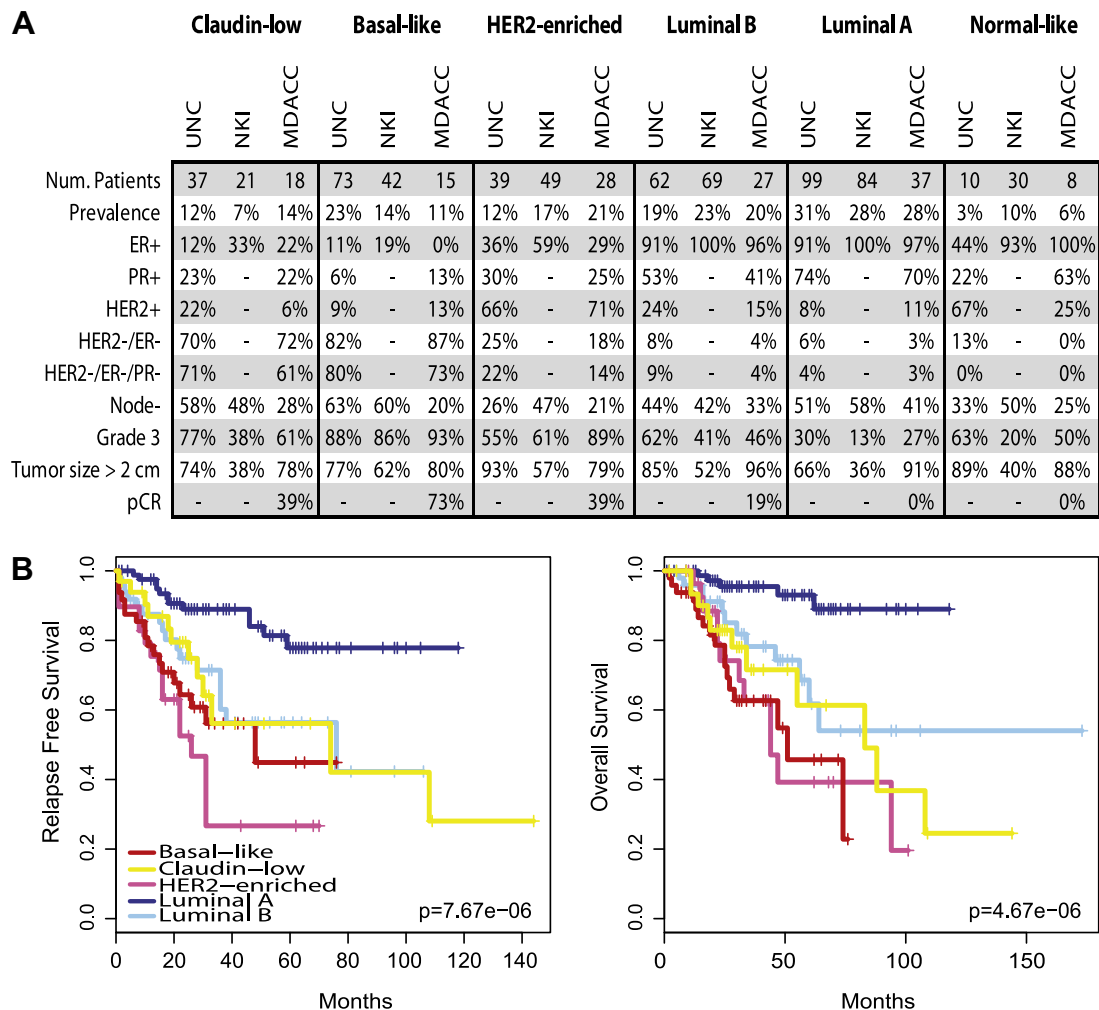 A
Claudin-low Basal-like HER2-enriched Luminal B Luminal A Normal-like
UNC NKI MDACC UNC NKI MDACC UNC NKI MDACC UNC NKI MDACC UNC NKI MDACC UNC NKI MDACC
Num. Patients 37 21 18 73 42 15 39 49 28 62 69 27 99 84 37 10 30 8
Prevalence 12% 7% 14% 23% 14% 11% 12% 17% 21% 19% 23% 20% 31% 28% 28% 3% 10% 6%
ER+ 12% 33% 22% 11% 19% 0% 36% 59% 29% 91% 100% 96% 91% 100% 97% 44% 93% 100%
PR+ 23% - 22% 6% - 13% 30% - 25% 53% - 41% 74% - 70% 22% - 63%
HER2+ 22% - 6% 9% - 13% 66% - 71% 24% - 15% 8% - 11% 67% - 25%
HER2-/ER- 70% - 72% 82% - 87% 25% - 18% 8% - 4% 6% - 3% 13% - 0%
HER2-/ER-/PR- 71% - 61% 80% - 73% 22% - 14% 9% - 4% 4% - 3% 0% - 0%
Node- 58% 48% 28% 63% 60% 20% 26% 47% 21% 44% 42% 33% 51% 58% 41% 33% 50% 25%
Grade 3 77% 38% 61% 88% 86% 93% 55% 61% 89% 62% 41% 46% 30% 13% 27% 63% 20% 50%
Tumor size > 2 cm 74% 38% 78% 77% 62% 80% 93% 57% 79% 85% 52% 96% 66% 36% 91% 89% 40% 88%
pCR - - 39% - - 73% - - 39% - - 19% - - 0% - - 0%
B
Relapse Free Survival
1.0
0.8
0.6
0.4
0.2
0.0
Basal-like
Claudin-low
HER2-enriched
Luminal A
Luminal B
p=7.67e-06
0 20 40 60 80 100 120 140
Months
Overall Survival
1.0
0.8
0.6
0.4
0.2
0.0
p=4.67e-06
0 50 100 150
Months